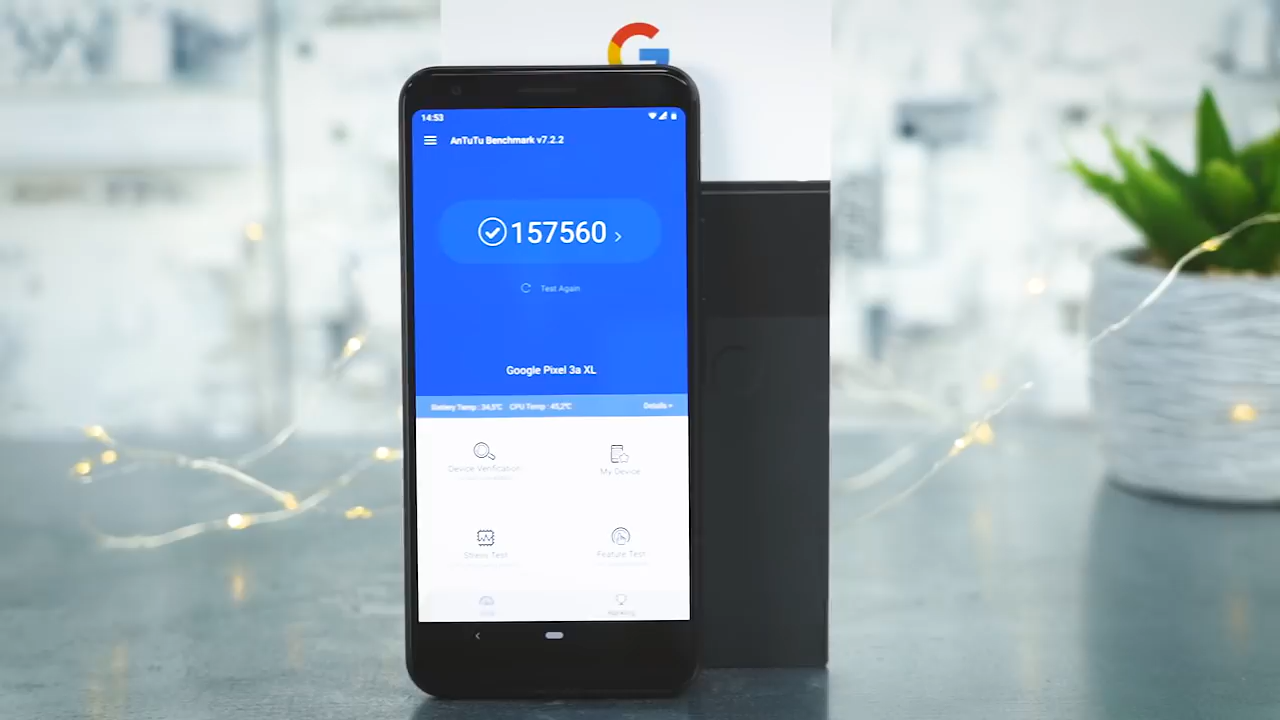 G
14:53
AnTuTu Benchmark v7.2.2
157560
Test Again
Google Pixel 3a XL
Battery Temp : 34,5°C CPU Temp : 45,2°C Details
Device Verification My Device
Stress Test Feature Test
Ranking